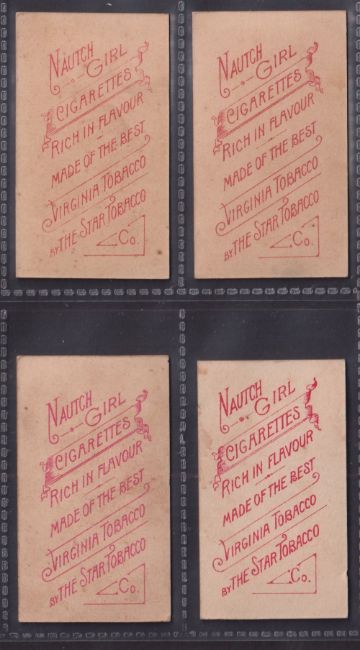 NAUTCH
GIRL
CIGARETTES
RICH IN FLAVOUR
MADE OF THE BEST
VIRGINIA TOBACCO
BY THE STAR TOBACCO
Co.
NAUTCH
GIRL
CIGARETTES
RICH IN FLAVOUR
MADE OF THE BEST
VIRGINIA TOBACCO
BY THE STAR TOBACCO
Co.
NAUTCH
GIRL
CIGARETTES
RICH IN FLAVOUR
MADE OF THE BEST
VIRGINIA TOBACCO
BY THE STAR TOBACCO
Co.
NAUTCH
GIRL
CIGARETTES
RICH IN FLAVOUR
MADE OF THE BEST
VIRGINIA TOBACCO
BY THE STAR TOBACCO
Co.